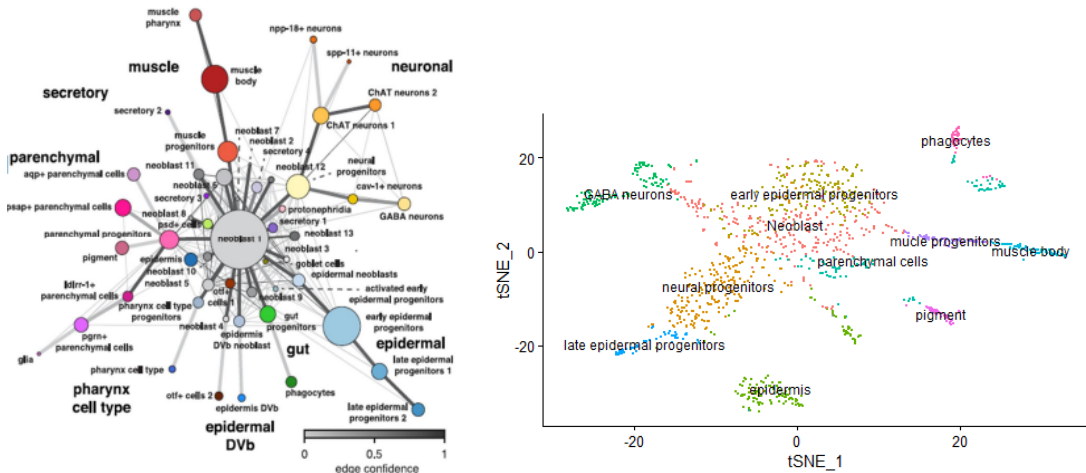 muscle
pharynx
npp-18+ neurons
spp-11+ neurons
muscle
muscle
body
neuronal
secretory
ChAT neurons 2
secretory 2
neoblast 7
neoblast 2
secretory 4
ChAT neurons 1
muscle
progenitors
parenchymal
neoblast 11
neoblast 12
neural
progenitors
aqp+ parenchymal cells
neoblast 6
cav-1+ neurons
secretory 3
psap+ parenchymal cells
neoblast 8
psd+ cells
protonephridia
secretory 1
GABA neurons
parenchymal progenitors
neoblast 1
neoblast 13
pigment
epidermis
neoblast 3
goblet cells
neoblast 10
neoblast 5
epidermal neoblasts
ldlrr-1+
parenchymal cells
otf+
cells 1
neoblast 9
activated early
epidermal progenitors
pharynx cell type
progenitors
gut
progenitors
early epidermal
progenitors
neoblast 4
epidermis
DVb neoblast
pgrn+
parenchymal cells
glia
gut
epidermal
late epidermal
progenitors 1
pharynx cell type
phagocytes
pharynx
cell type
otf+ cells 2
epidermis DVb
late epidermal
progenitors 2
epidermal
DVb
0
0.5
1
edge confidence
tSNE_2
20
0
-20
phagocytes
GABA neurons
early epidermal progenitors
Neoblast
mucle progenitors
muscle body
parenchymal cells
neural progenitors
pigment
late epidermal progenitors
epidermis
-20
0
20
tSNE_1